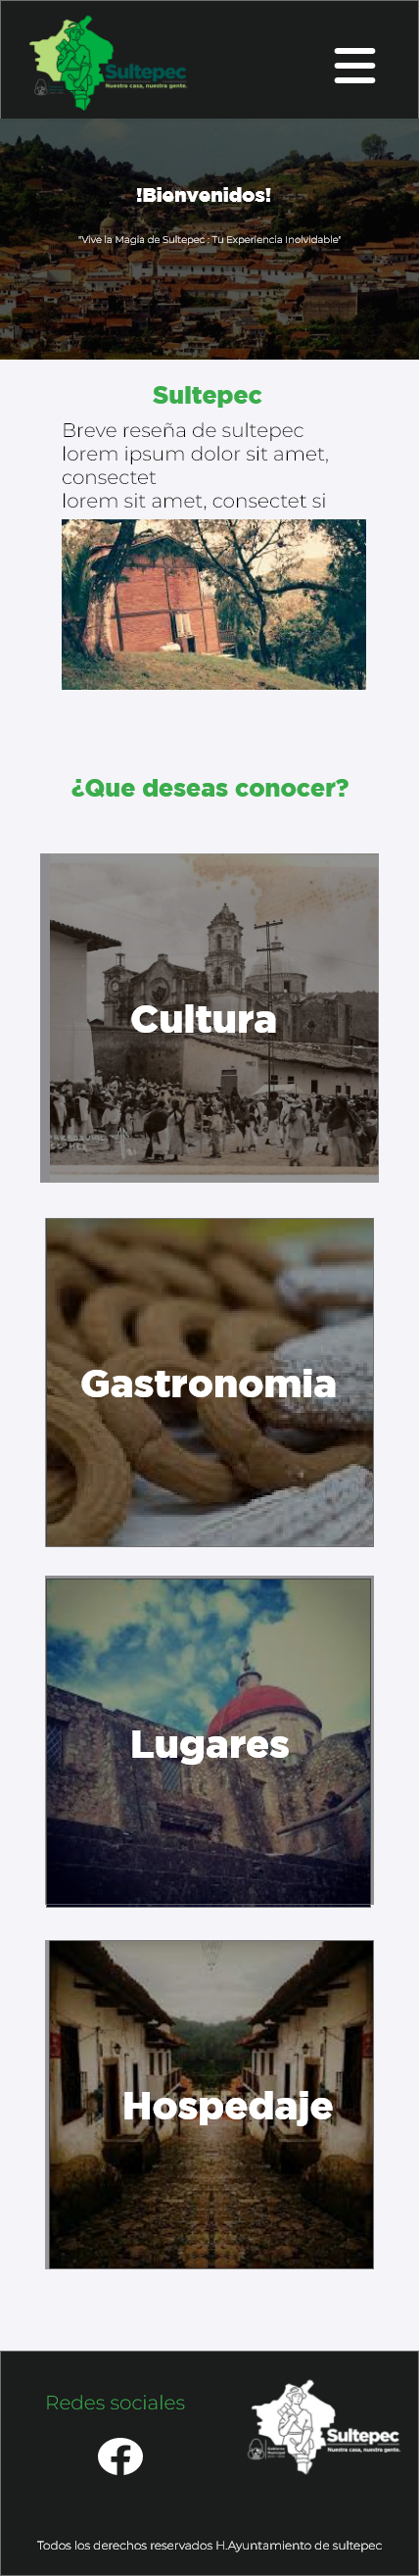 Sultepec
Nuestra casa, nuestra gente.
!Bienvenidos!
"Vive la Magia de Sultepec : Tu Experiencia Inolvidable"
Sultepec
Breve reseña de sultepec
lorem ipsum dolor sit amet,
consectet
lorem sit amet, consectet si
¿Que deseas conocer?
Cultura
Gastronomia
Lugares
Hospedaje
Redes sociales
Sultepec
Nuestra casa, nuestra gente.
Todos los derechos reservados H.Ayuntamiento de sultepec